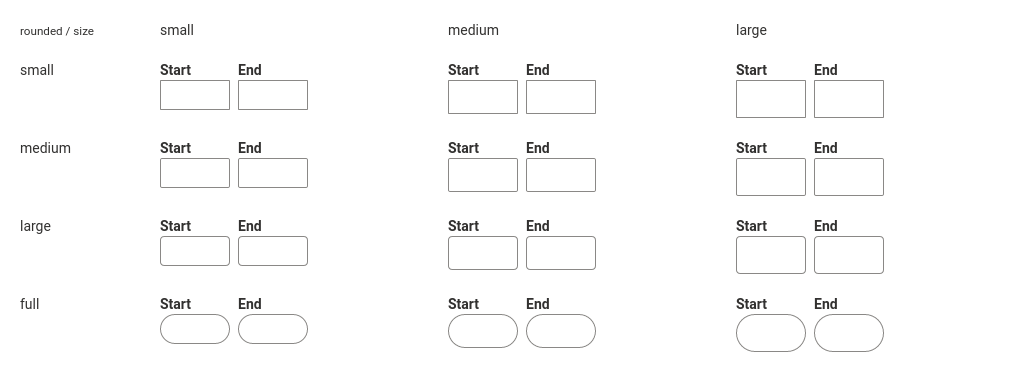 rounded / size small medium large
small Start End Start End Start End
medium Start End Start End Start End
large Start End Start End Start End
full Start End Start End Start End